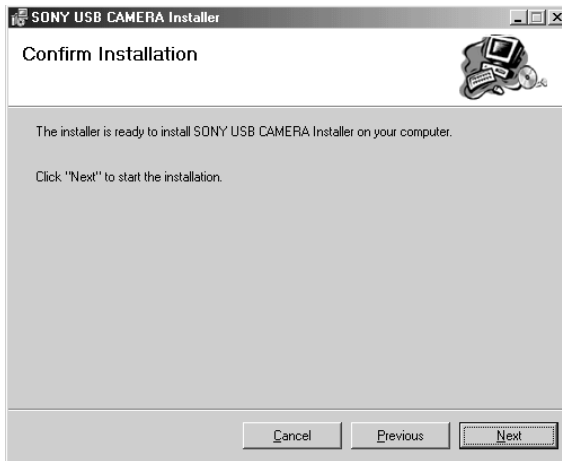 SONY USB CAMERA Installer
Confirm Installation
The installer is ready to install SONY USB CAMERA Installer on your computer.
Click "Next" to start the installation.
Cancel Previous Next